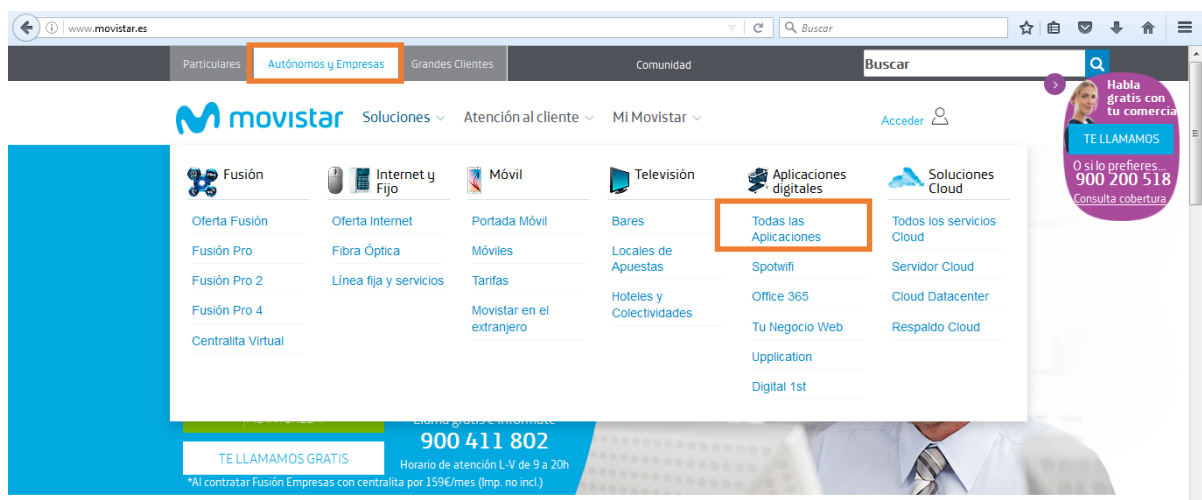 www.movistar.es
Buscar
Particulares Autónomos y Empresas Grandes Clientes Comunidad Buscar
Habla
gratis con
tu comercia
TE LLAMAMOS
O si lo prefieres...
900 200 518
Consulta cobertura
movistar Soluciones Atención al cliente Mi Movistar Acceder
Fusión
Oferta Fusión
Fusión Pro
Fusión Pro 2
Fusión Pro 4
Centralita Virtual
Internet y
Fijo
Oferta Internet
Fibra Óptica
Línea fija y servicios
Móvil
Portada Móvil
Móviles
Tarifas
Movistar en el
extranjero
Televisión
Bares
Locales de
Apuestas
Hoteles y
Colectividades
Aplicaciones
digitales
Todas las
Aplicaciones
Spotwifi
Office 365
Tu Negocio Web
Upplication
Digital 1st
Soluciones
Cloud
Todos los servicios
Cloud
Servidor Cloud
Cloud Datacenter
Respaldo Cloud
Llama gratis e infórmate
900 411 802
TE LLAMAMOS GRATIS
Horario de atención L-V de 9 a 20h
*Al contratar Fusión Empresas con centralita por 159€/mes (Imp. no incl.)